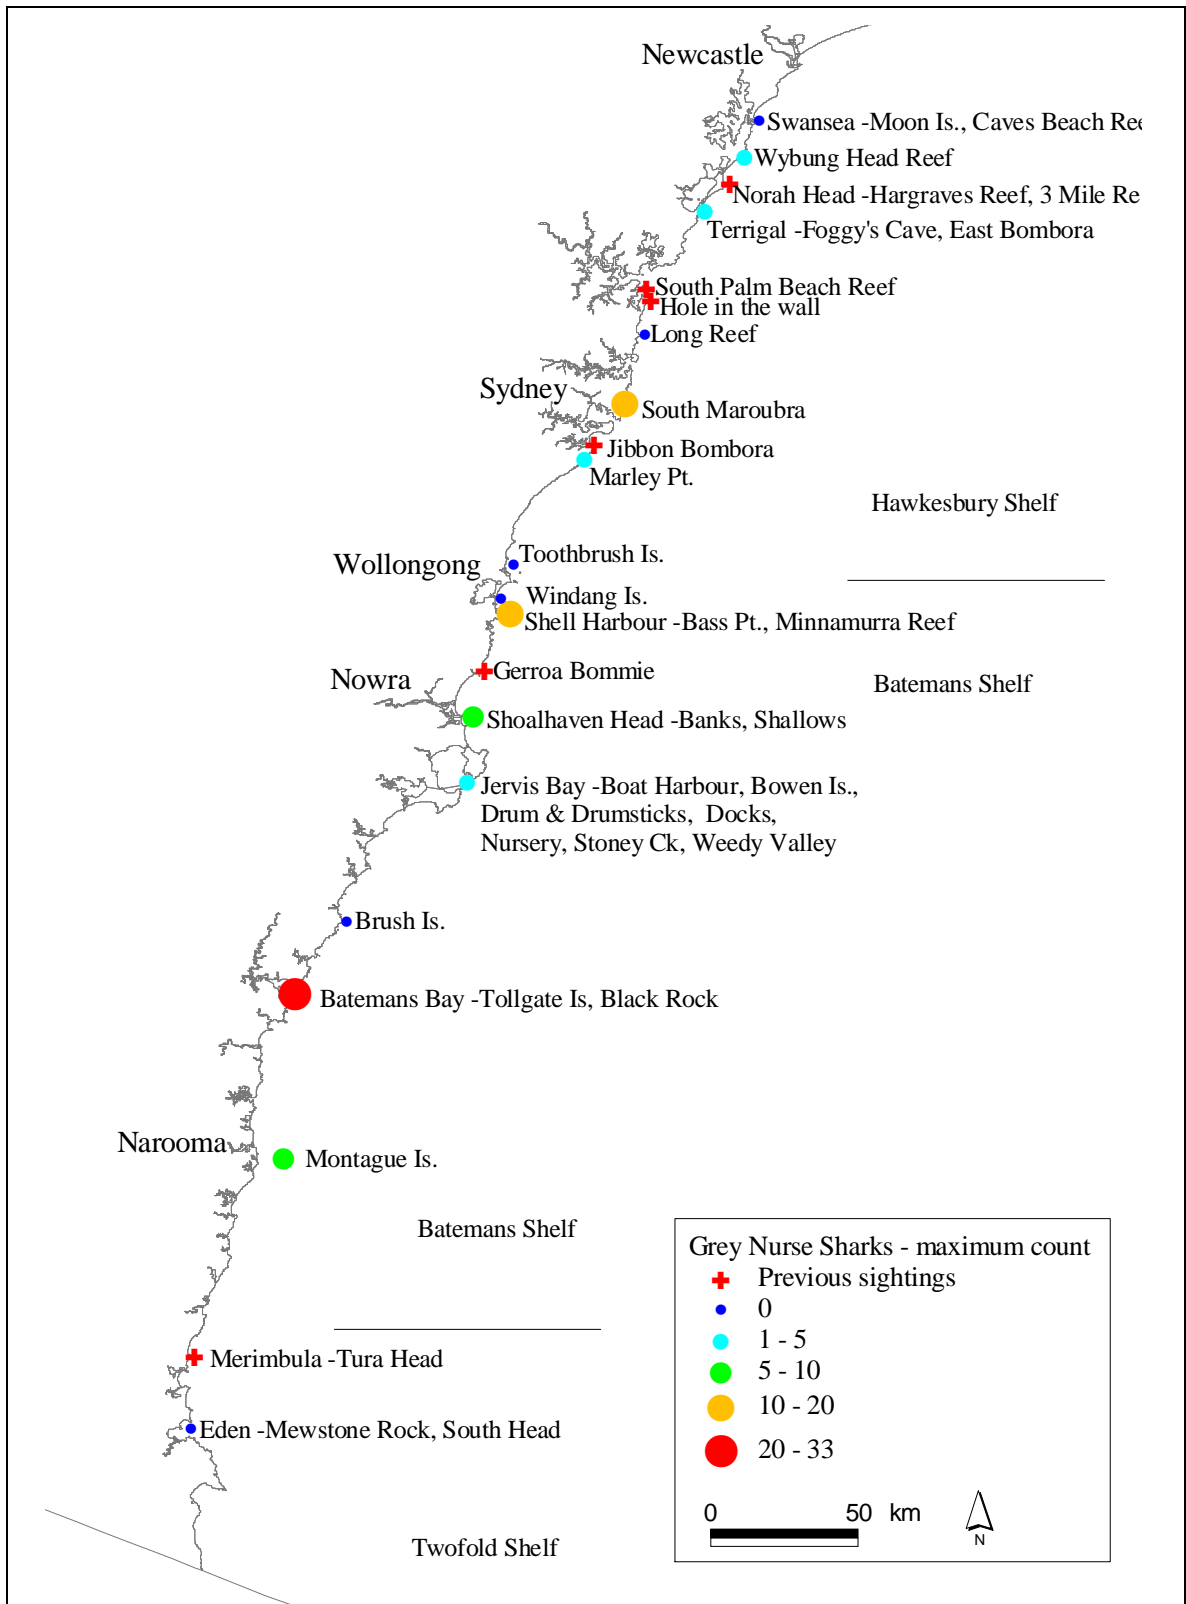 Newcastle
Swansea -Moon Is., Caves Beach Ree
Wybung Head Reef
Norah Head -Hargraves Reef, 3 Mile Re
Terrigal -Foggy's Cave, East Bombora
South Palm Beach Reef
Hole in the wall
Long Reef
Sydney
South Maroubra
Jibbon Bombora
Marley Pt.
Hawkesbury Shelf
Toothbrush Is.
Wollongong
Windang Is.
Shell Harbour -Bass Pt., Minnamurra Reef
Gerroa Bommie
Nowra
Batemans Shelf
Shoalhaven Head -Banks, Shallows
Jervis Bay -Boat Harbour, Bowen Is.,
Drum & Drumsticks, Docks,
Nursery, Stoney Ck, Weedy Valley
Brush Is.
Batemans Bay -Tollgate Is, Black Rock
Narooma
Montague Is.
Batemans Shelf
Merimbula -Tura Head
Eden -Mewstone Rock, South Head
Twofold Shelf
Grey Nurse Sharks - maximum count
Previous sightings
0
1 - 5
5 - 10
10 - 20
20 - 33
0 50 km
N